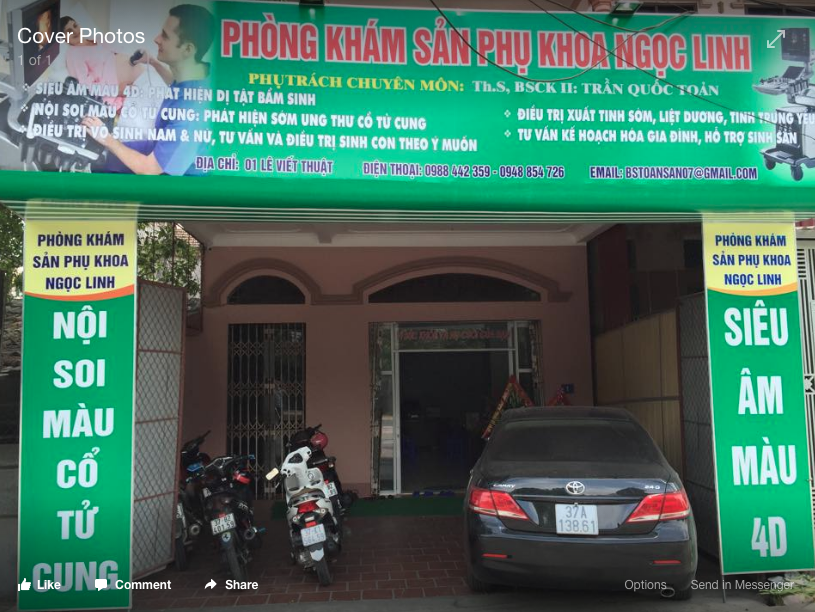 Cover Photos
1 of 1
PHÒNG KHÁM SẢN PHỤ KHOA NGỌC LINH
PHỤ TRÁCH CHUYÊN MÔN: Th.S, BSCK II: TRẦN QUỐC TOẢN
SIÊU ÂM MÀU 4D: PHÁT HIỆN DỊ TẬT BẨM SINH
NỘI SOI MÀU CỔ TỬ CUNG: PHÁT HIỆN SỚM UNG THƯ CỔ TỬ CUNG
ĐIỀU TRỊ VÔ SINH NAM & NỮ, TƯ VẤN VÀ ĐIỀU TRỊ SINH CON THEO Ý MUỐN
ĐIỀU TRỊ XUẤT TINH SỚM, LIỆT DƯƠNG, TINH TRÙNG YẾU
TƯ VẤN KẾ HOẠCH HÓA GIA ĐÌNH, HỖ TRỢ SINH SẢN
ĐỊA CHỈ: 01 LÊ VIẾT THUẬT ĐIỆN THOẠI: 0988 442 359 - 0948 854 726 EMAIL: BSTOANSAN07@GMAIL.COM
PHÒNG KHÁM
SẢN PHỤ KHOA
NGỌC LINH
NỘI
SOI
MÀU
CỔ
TỬ
CUNG
PHÒNG KHÁM
SẢN PHỤ KHOA
NGỌC LINH
SIÊU
ÂM
MÀU
4D
CAMRY
37A
138.61
Like Comment Share Options Send in Messenger